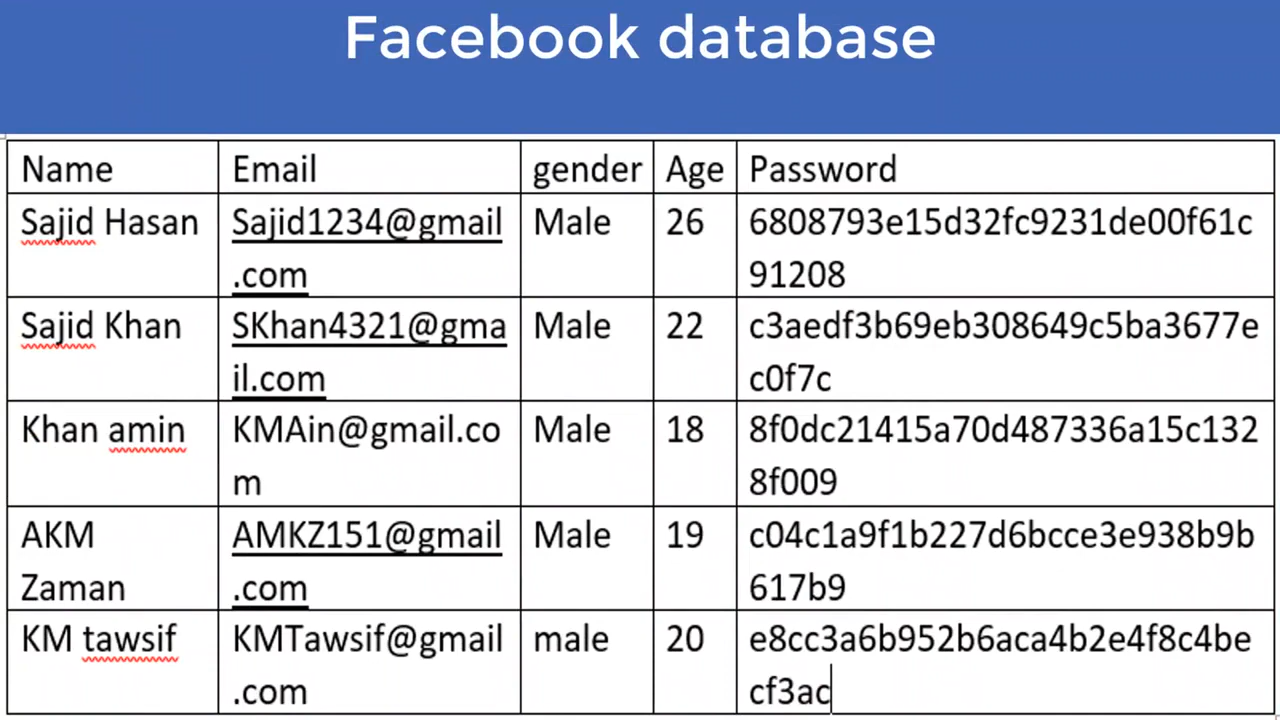 Facebook database
Name Email gender Age Password
Sajid Hasan Sajid1234@gmail Male 26 6808793e15d32fc9231de00f61c
.com 91208
Sajid Khan SKhan4321@gma Male 22 c3aedf3b69eb308649c5ba3677e
il.com c0f7c
Khan amin KMAin@gmail.co Male 18 8f0dc21415a70d487336a15c132
m 8f009
AKM AMKZ151@gmail Male 19 c04c1a9f1b227d6bcce3e938b9b
Zaman .com 617b9
KM tawsif KMTawsif@gmail male 20 e8cc3a6b952b6aca4b2e4f8c4be
.com cf3ac